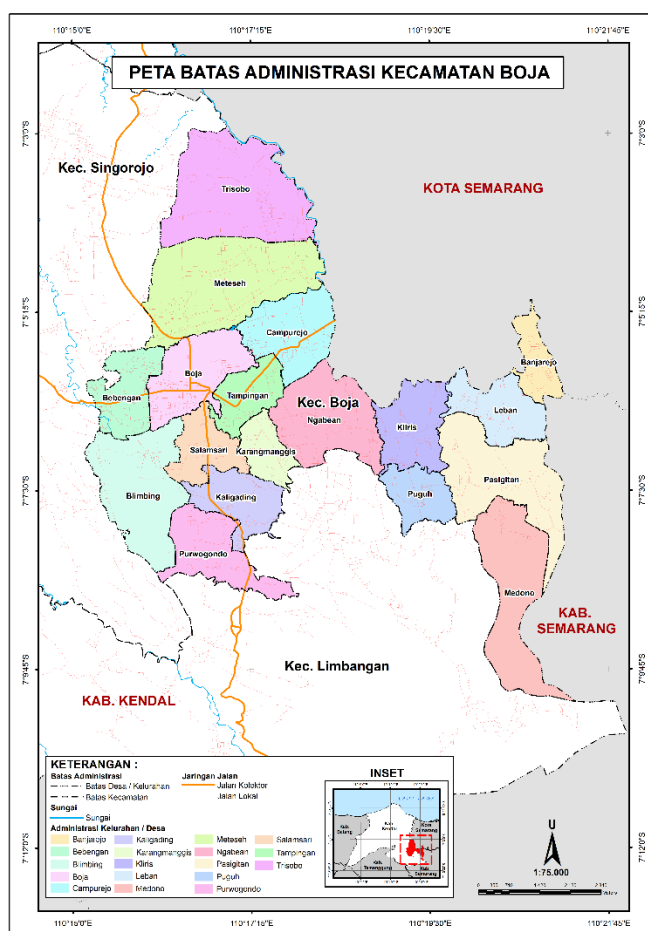 110°15'0"E 110°17'15"E 110°19'30"E 110°21'45"E
PETA BATAS ADMINISTRASI KECAMATAN BOJA
7°3'0"S 7°3'0"S
Kec. Singorojo
Trisobo
KOTA SEMARANG
Meteseh
7°5'15"S 7°5'15"S
Campurejo
Banjarejo
Boja
Bebengan
Tampingan
Kec. Boja
Ngabean
Leban
Kliris
Salamsari
Karangmanggis
Pasigitan
7°7'30"S 7°7'30"S
Blimbing
Kaligading
Puguh
Purwogondo
Medono
KAB.
SEMARANG
Kec. Limbangan
7°9'45"S 7°9'45"S
KAB. KENDAL
KETERANGAN :
Batas Administrasi
Batas Desa / Kelurahan
Batas Kecamatan
Sungai
Sungai
Jaringan Jalan
Jalan Kolektor
Jalan Lokal
Administrasi Kelurahan / Desa
Banjarejo
Bebengan
Blimbing
Boja
Campurejo
Kaligading
Karangmanggis
Kliris
Leban
Medono
Meteseh
Ngabean
Pasigitan
Puguh
Purwogondo
Salamsari
Tampingan
Trisobo
INSET
U
1:75.000
7°12'0"S 7°12'0"S
110°15'0"E 110°17'15"E 110°19'30"E 110°21'45"E